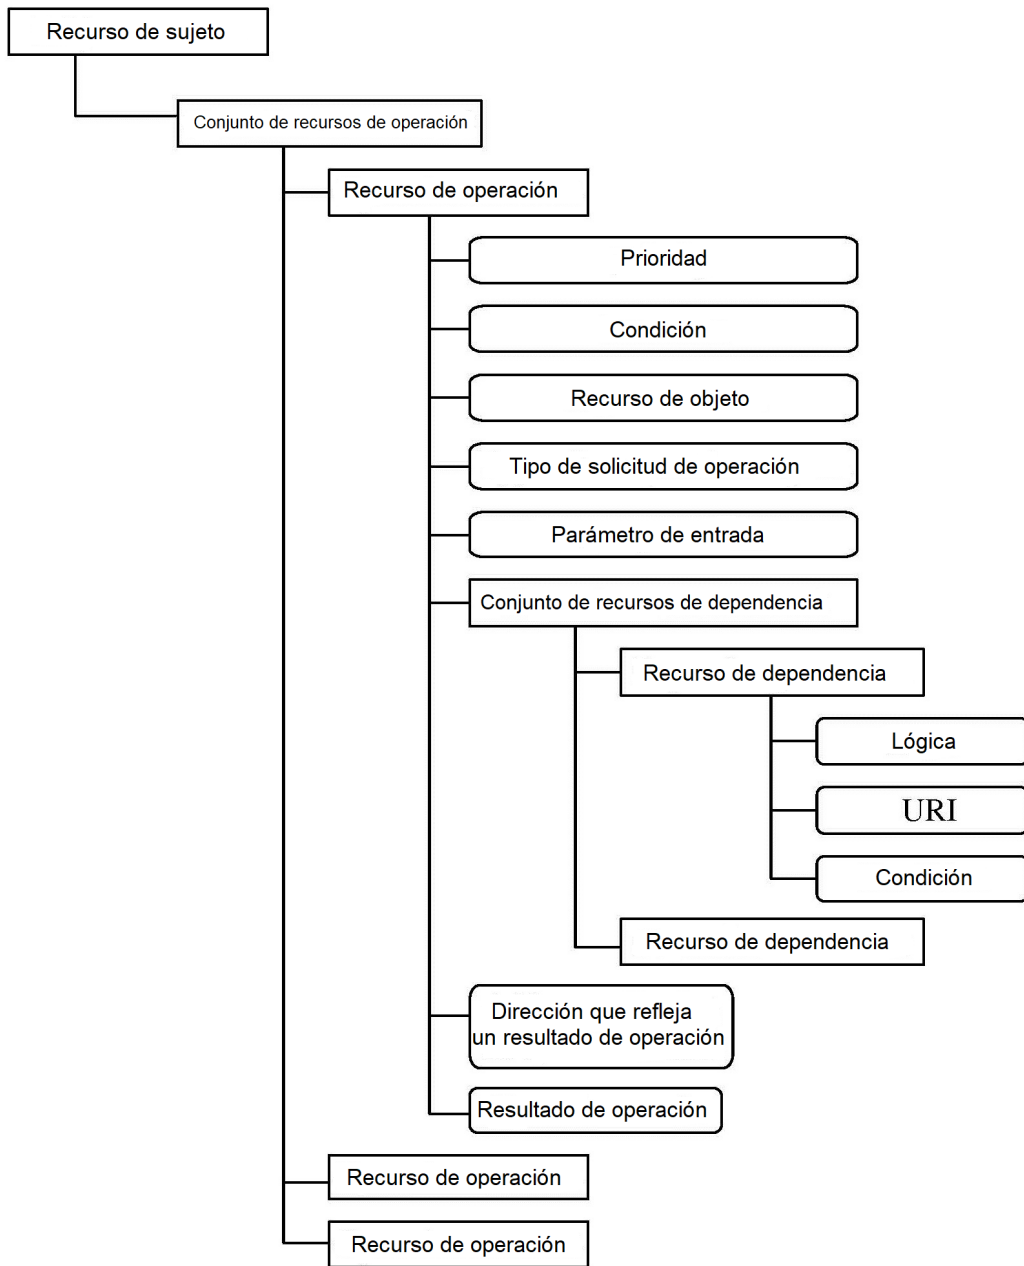 Recurso de sujeto
Conjunto de recursos de operación
Recurso de operación
Prioridad
Condición
Recurso de objeto
Tipo de solicitud de operación
Parámetro de entrada
Conjunto de recursos de dependencia
Recurso de dependencia
Lógica
URI
Condición
Recurso de dependencia
Dirección que refleja
un resultado de operación
Resultado de operación
Recurso de operación
Recurso de operación